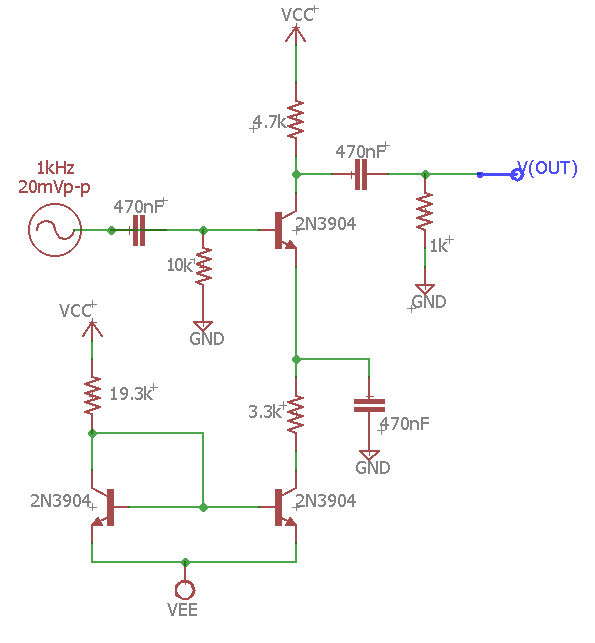 VCC
4.7k
470nF
V(OUT)
1kHz
20mVp-p
470nF
2N3904
1k
10k
GND
GND
VCC
19.3k
3.3k
470nF
GND
2N3904
2N3904
VEE